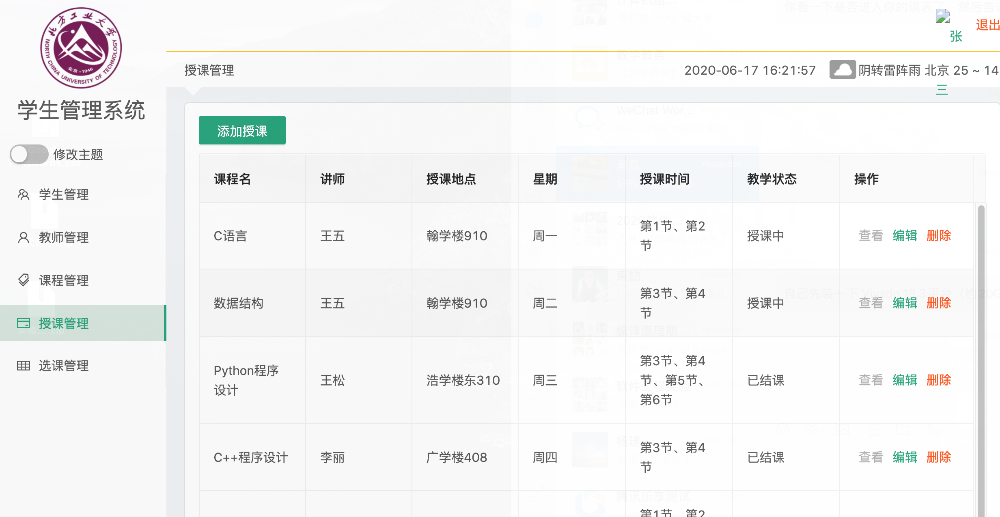 北方工业大学
NORTH CHINA UNIVERSITY OF TECHNOLOGY
北京·1946
学生管理系统
修改主题
学生管理
教师管理
课程管理
授课管理
选课管理
张
三
退出
授课管理
2020-06-17 16:21:57
阴转雷阵雨 北京 25 ~ 14
添加授课
课程名 讲师 授课地点 星期 授课时间 教学状态 操作
C语言 王五 翰学楼910 周一 第1节、第2
节 授课中 查看 编辑 删除
数据结构 王五 翰学楼910 周二 第3节、第4
节 授课中 查看 编辑 删除
Python程序
设计 王松 浩学楼东310 周三 第3节、第4
节、第5节、
第6节 已结课 查看 编辑 删除
C++程序设计 李丽 广学楼408 周四 第3节、第4
节 已结课 查看 编辑 删除
第1节、第2